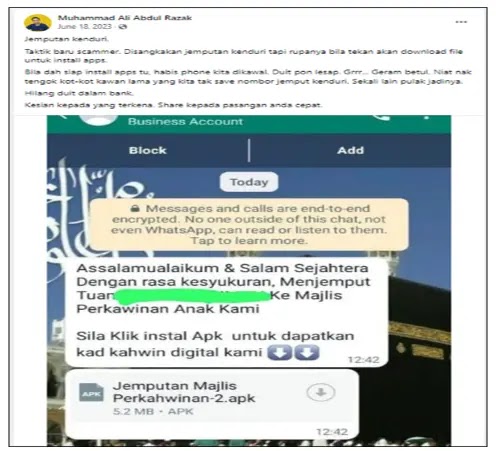 Muhammad Ali Abdul Razak
June 18, 2023 ·
Jemputan kenduri.
Taktik baru scammer. Disangkakan jemputan kenduri tapi rupanya bila tekan akan download file
untuk install apps.
Bila dah siap install apps tu, habis phone kita dikawal. Duit pon lesap. Grrr... Geram betul. Niat nak
tengok kot-kot kawan lama yang kita tak save nombor jemput kenduri. Sekali lain pulak jadinya.
Hilang duit dalam bank.
Kesian kepada yang terkena. Share kepada pasangan anda cepat.
Business Account
Block
Add
Today
Messages and calls are end-to-end
encrypted. No one outside of this chat, not
even WhatsApp, can read or listen to them.
Tap to learn more.
Assalamualaikum & Salam Sejahtera
Dengan rasa kesyukuran, Menjemput
Tuan Ke Majlis
Perkawinan Anak Kami
Sila Klik instal Apk untuk dapatkan
kad kahwin digital kami
12:42
APK
Jemputan Majlis
Perkahwinan-2.apk
5.2 MB · APK
12:42